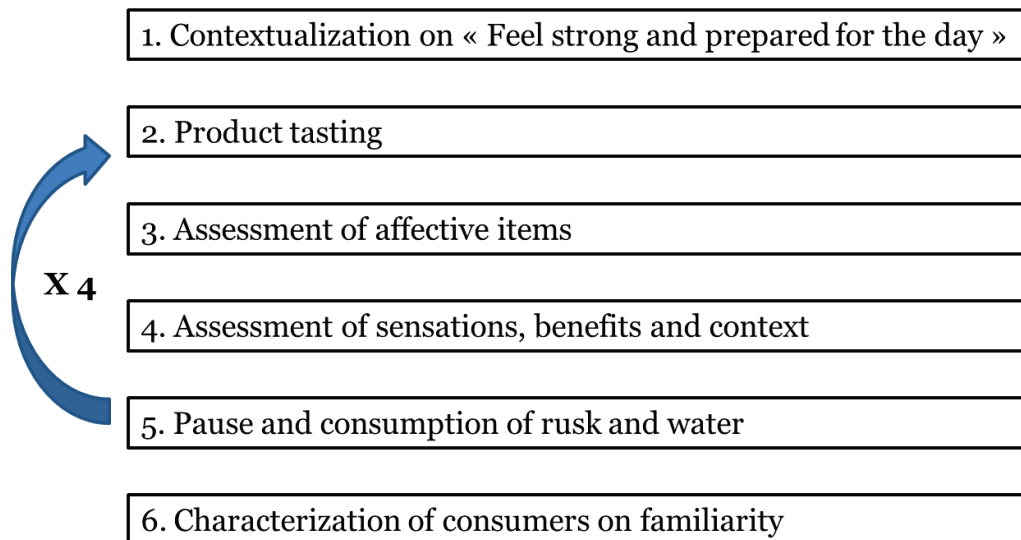 1. Contextualization on « Feel strong and prepared for the day »
2. Product tasting
3. Assessment of affective items
X 4
4. Assessment of sensations, benefits and context
5. Pause and consumption of rusk and water
6. Characterization of consumers on familiarity